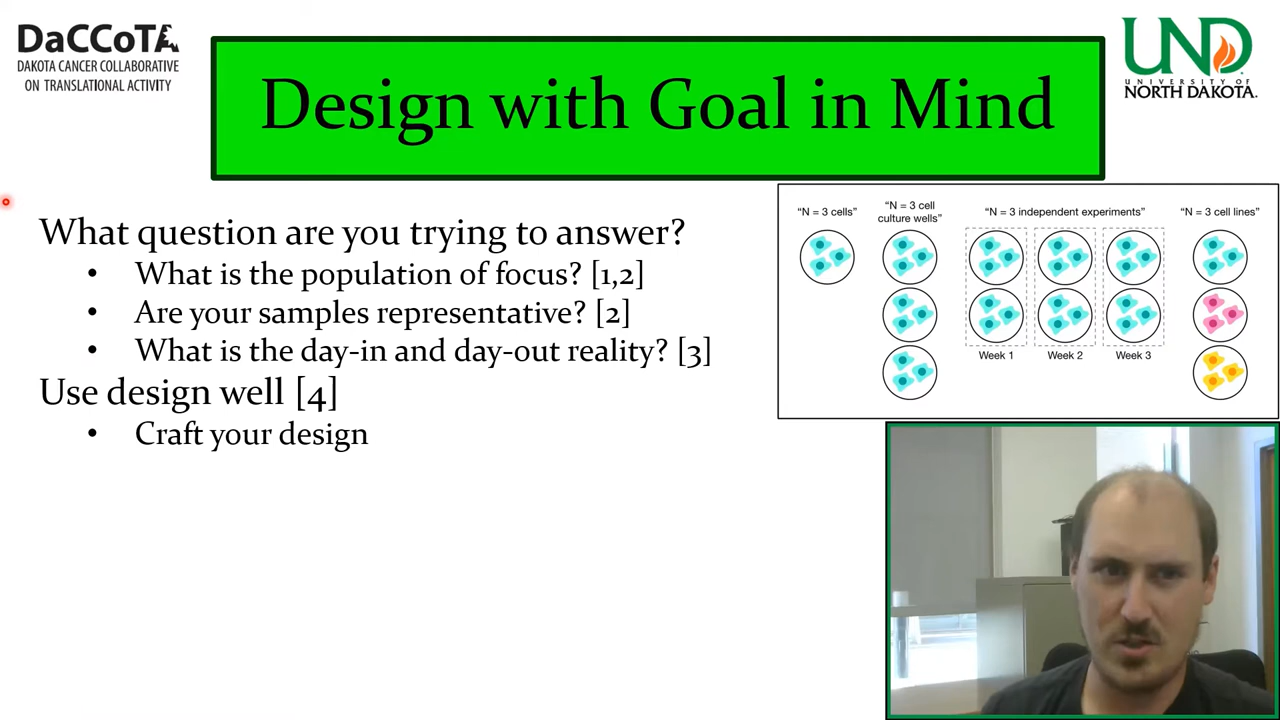 DaCCoTA
DAKOTA CANCER COLLABORATIVE
ON TRANSLATIONAL ACTIVITY
Design with Goal in Mind
UND
UNIVERSITY OF
NORTH DAKOTA.
What question are you trying to answer?
• What is the population of focus? [1,2]
• Are your samples representative? [2]
• What is the day-in and day-out reality? [3]
Use design well [4]
• Craft your design
“N = 3 cells”
“N = 3 cell
culture wells”
“N = 3 independent experiments”
“N = 3 cell lines”
Week 1
Week 2
Week 3